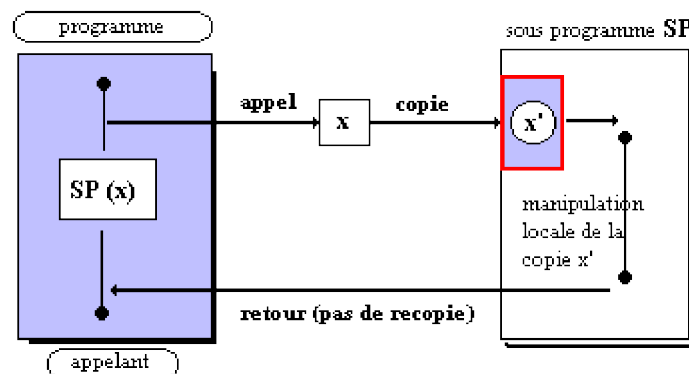 programme
sous programme SP
appel
copie
x
x'
SP (x)
manipulation
locale de la
copie x'
retour (pas de recopie)
appelant